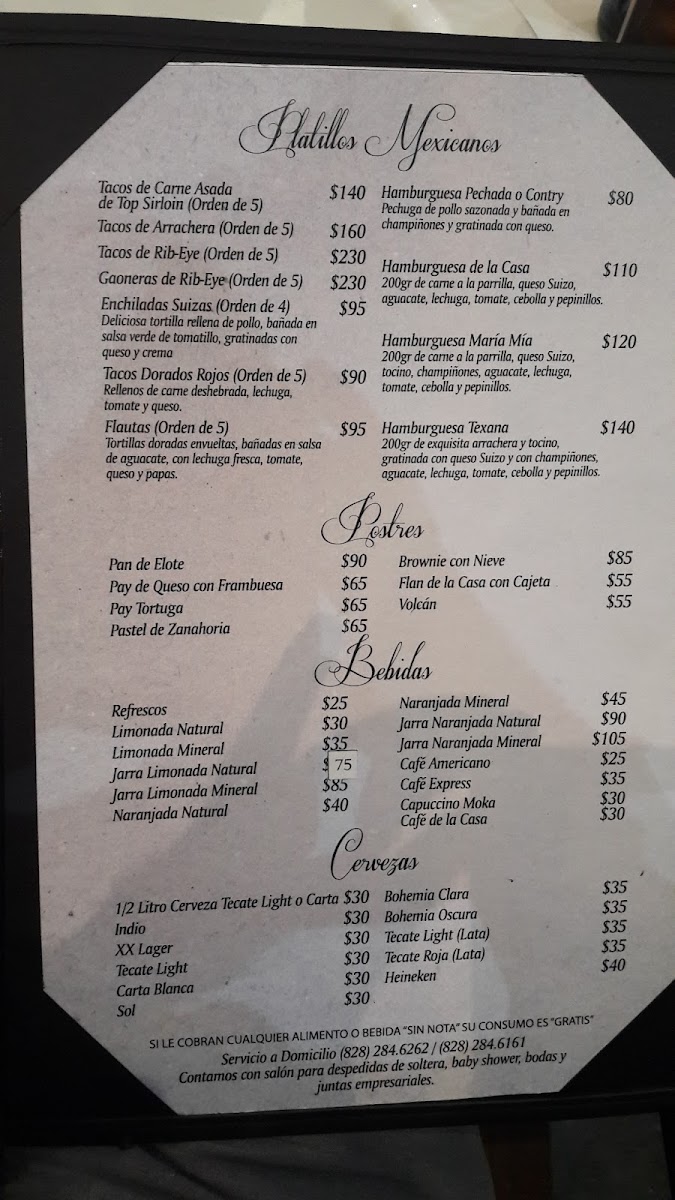 Platillos Mexicanos
Tacos de Carne Asada
de Top Sirloin (Orden de 5) $140
Tacos de Arrachera (Orden de 5) $160
Tacos de Rib-Eye (Orden de 5) $230
Gaoneras de Rib-Eye (Orden de 5) $230
Enchiladas Suizas (Orden de 4) $95
Deliciosa tortilla rellena de pollo, bañada en
salsa verde de tomatillo, gratinadas con
queso y crema
Tacos Dorados Rojos (Orden de 5) $90
Rellenos de carne deshebrada, lechuga,
tomate y queso.
Flautas (Orden de 5) $95
Tortillas doradas envueltas, bañadas en salsa
de aguacate, con lechuga fresca, tomate,
queso y papas.
Hamburguesa Pechada o Contry $80
Pechuga de pollo sazonada y bañada en
champiñones y gratinada con queso.
Hamburguesa de la Casa $110
200gr de carne a la parrilla, queso Suizo,
aguacate, lechuga, tomate, cebolla y pepinillos.
Hamburguesa María Mía $120
200gr de carne a la parrilla, queso Suizo,
tocino, champiñones, aguacate, lechuga,
tomate, cebolla y pepinillos.
Hamburguesa Texana $140
200gr de exquisita arrachera y tocino,
gratinada con queso Suizo y con champiñones,
aguacate, lechuga, tomate, cebolla y pepinillos.
Postres
Pan de Elote $90
Pay de Queso con Frambuesa $65
Pay Tortuga $65
Pastel de Zanahoria $65
Brownie con Nieve $85
Flan de la Casa con Cajeta $55
Volcán $55
Bebidas
Refrescos $25
Limonada Natural $30
Limonada Mineral $35
Jarra Limonada Natural $ 75
Jarra Limonada Mineral $85
Naranjada Natural $40
Naranjada Mineral $45
Jarra Naranjada Natural $90
Jarra Naranjada Mineral $105
Café Americano $25
Café Express $35
Capuccino Moka $30
Café de la Casa $30
Cervezas
1/2 Litro Cerveza Tecate Light o Carta $30
Indio $30
XX Lager $30
Tecate Light $30
Carta Blanca $30
Sol $30
Bohemia Clara $35
Bohemia Oscura $35
Tecate Light (Lata) $35
Tecate Roja (Lata) $35
Heineken $40
SI LE COBRAN CUALQUIER ALIMENTO O BEBIDA "SIN NOTA" SU CONSUMO ES "GRATIS"
Servicio a Domicilio (828) 284.6262 / (828) 284.6161
Contamos con salón para despedidas de soltera, baby shower, bodas y
juntas empresariales.